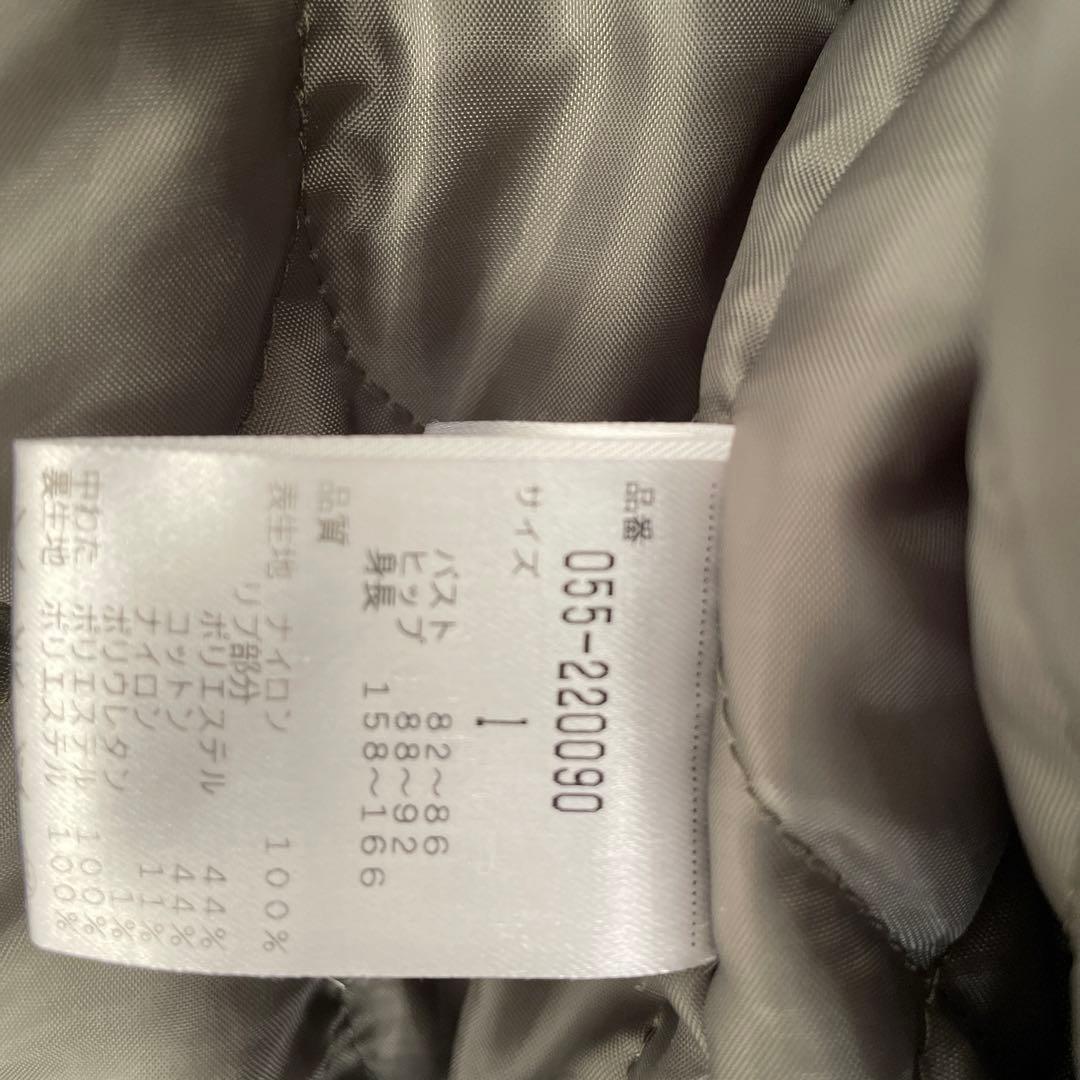 品番
055-220090
サイズ
1
バスト 82～86
ヒップ 88～92
身長 158～166
品質
表生地 ナイロン 100%
リブ部分
ポリエステル 44%
コットン 44%
ナイロン 11%
ポリウレタン 1%
中わた ポリエステル 100%
裏生地 ポリエステル 100%